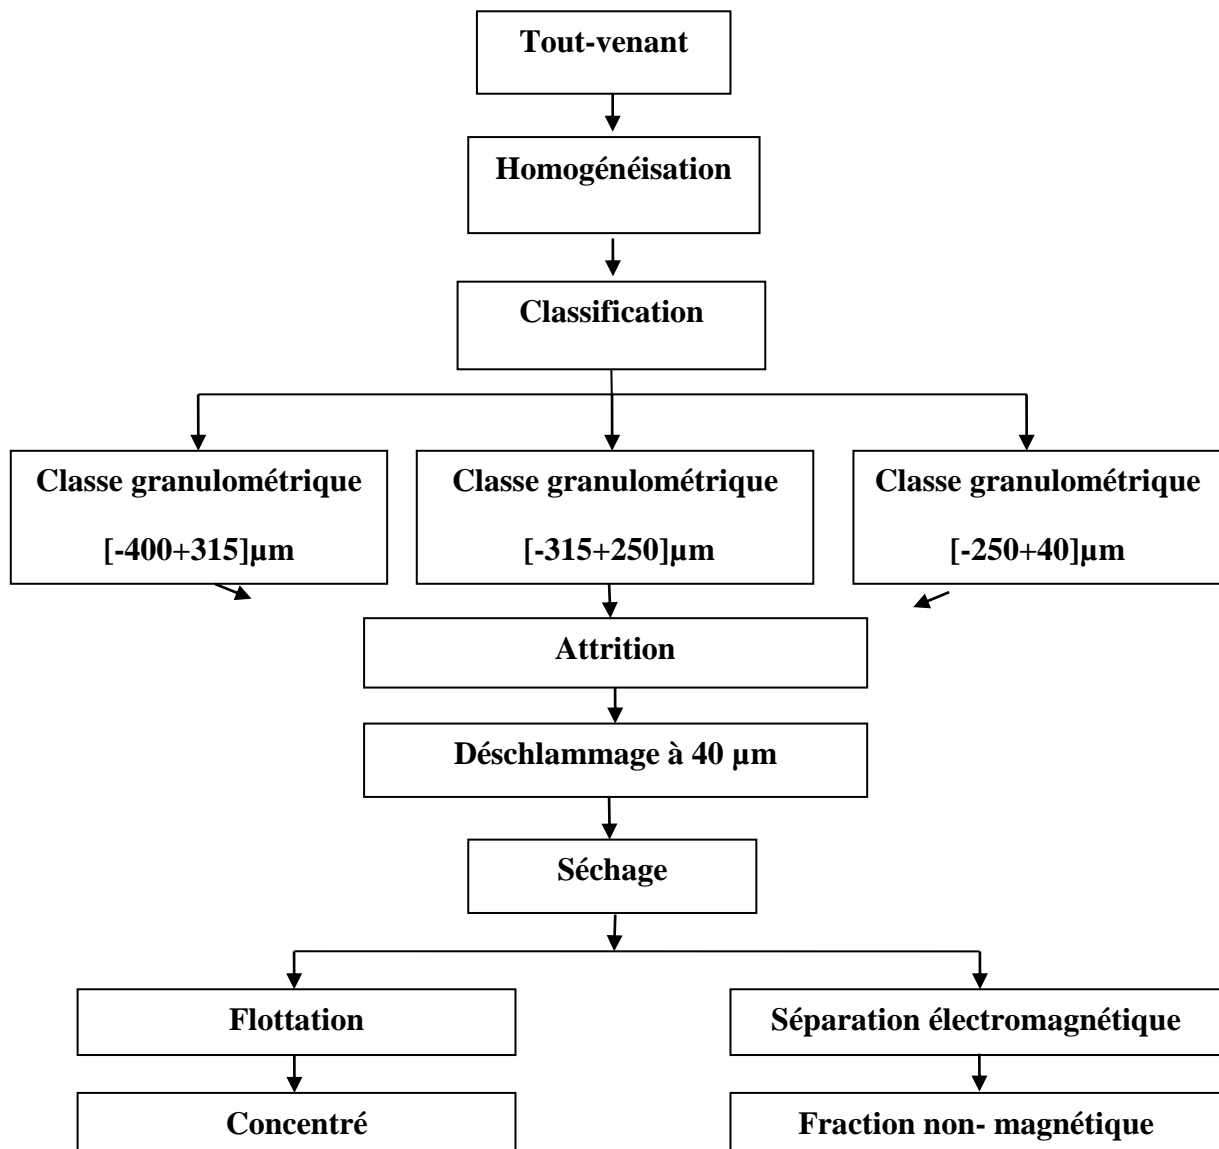 Tout-venant
Homogénéisation
Classification
Classe granulométrique
[-400+315]µm
Classe granulométrique
[-315+250]µm
Classe granulométrique
[-250+40]µm
Attrition
Déschlammage à 40 µm
Séchage
Flottation
Séparation électromagnétique
Concentré
Fraction non- magnétique